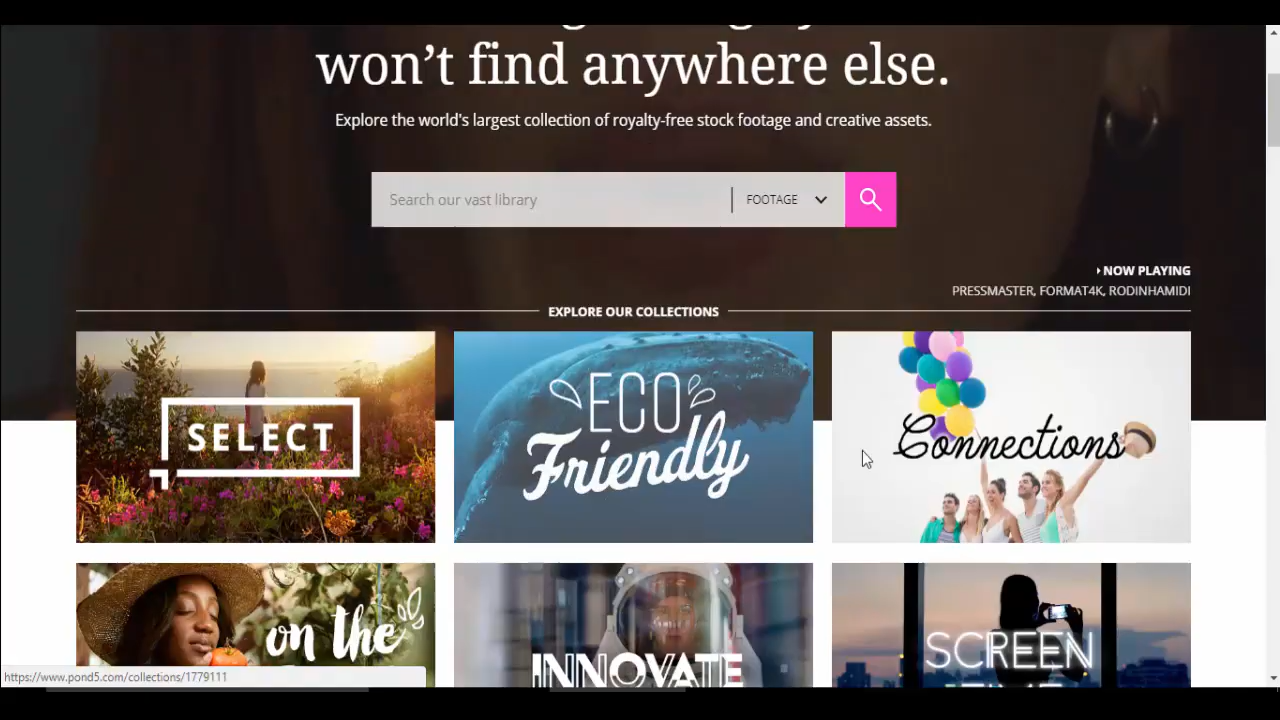 won't find anywhere else.
Explore the world's largest collection of royalty-free stock footage and creative assets.
Search our vast library
FOOTAGE
NOW PLAYING
PRESSMASTER, FORMAT4K, RODINHAMIDI
EXPLORE OUR COLLECTIONS
SELECT
ECO
Friendly
Connections
on the
INNOVATE
SCREEN
https://www.pond5.com/collections/1779111